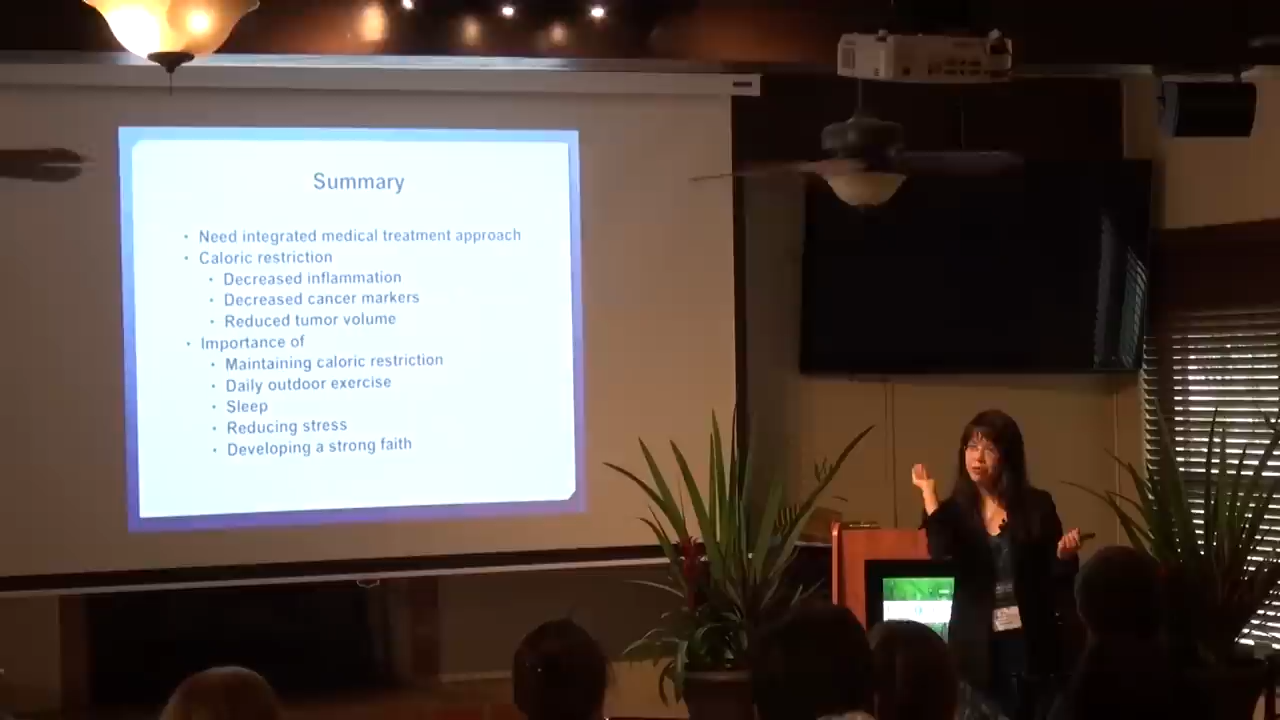 Summary
• Need integrated medical treatment approach
• Caloric restriction
• Decreased inflammation
• Decreased cancer markers
• Reduced tumor volume
• Importance of
• Maintaining caloric restriction
• Daily outdoor exercise
• Sleep
• Reducing stress
• Developing a strong faith